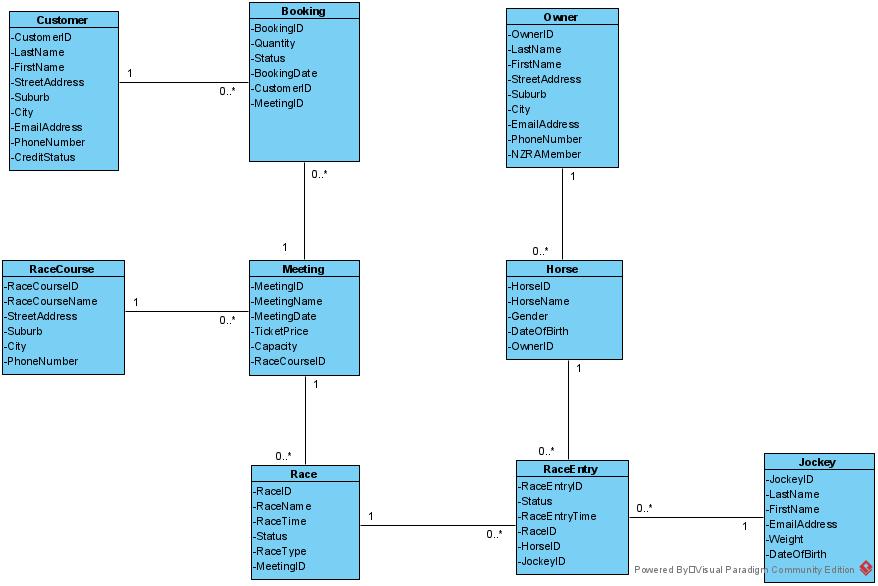 Customer
-CustomerID
-LastName
-FirstName
-StreetAddress
-Suburb
-City
-EmailAddress
-PhoneNumber
-CreditStatus
1
0..*
Booking
-BookingID
-Quantity
-Status
-BookingDate
-CustomerID
-MeetingID
0..*
1
Owner
-OwnerID
-LastName
-FirstName
-StreetAddress
-Suburb
-City
-EmailAddress
-PhoneNumber
-NZRAMember
1
0..*
RaceCourse
-RaceCourseID
-RaceCourseName
-StreetAddress
-Suburb
-City
-PhoneNumber
1
0..*
Meeting
-MeetingID
-MeetingName
-MeetingDate
-TicketPrice
-Capacity
-RaceCourseID
1
0..*
Horse
-HorseID
-HorseName
-Gender
-DateOfBirth
-OwnerID
1
0..*
Race
-RaceID
-RaceName
-RaceTime
-Status
-RaceType
-MeetingID
1
0..*
RaceEntry
-RaceEntryID
-Status
-RaceEntryTime
-RaceID
-HorseID
-JockeyID
0..*
1
Jockey
-JockeyID
-LastName
-FirstName
-EmailAddress
-Weight
-DateOfBirth
Powered By□Visual Paradigm Community Edition